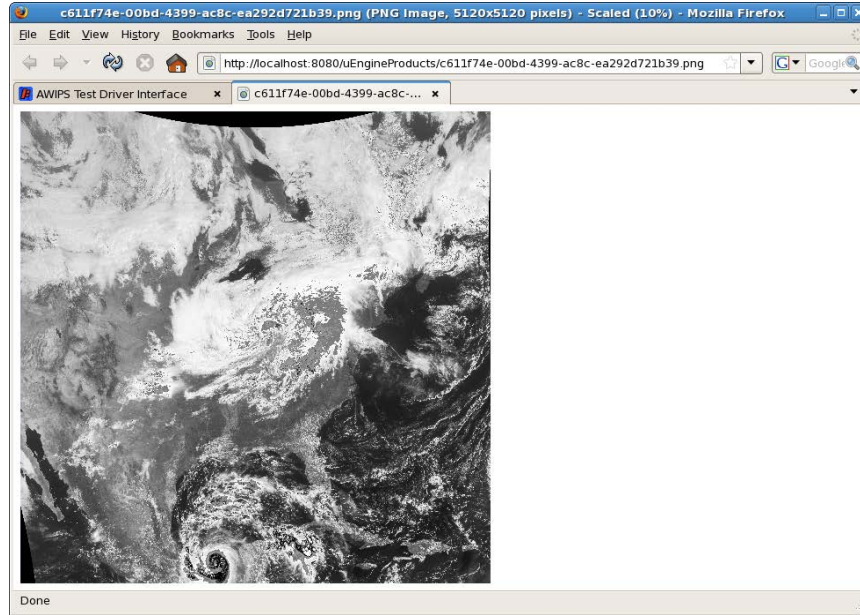 c611f74e-00bd-4399-ac8c-ea292d721b39.png (PNG Image, 5120x5120 pixels) - Scaled (10%) - Mozilla Firefox
File Edit View History Bookmarks Tools Help
http://localhost:8080/uEngineProducts/c611f74e-00bd-4399-ac8c-ea292d721b39.png G Google
AWIPS Test Driver Interface c611f74e-00bd-4399-ac8c-...
Done